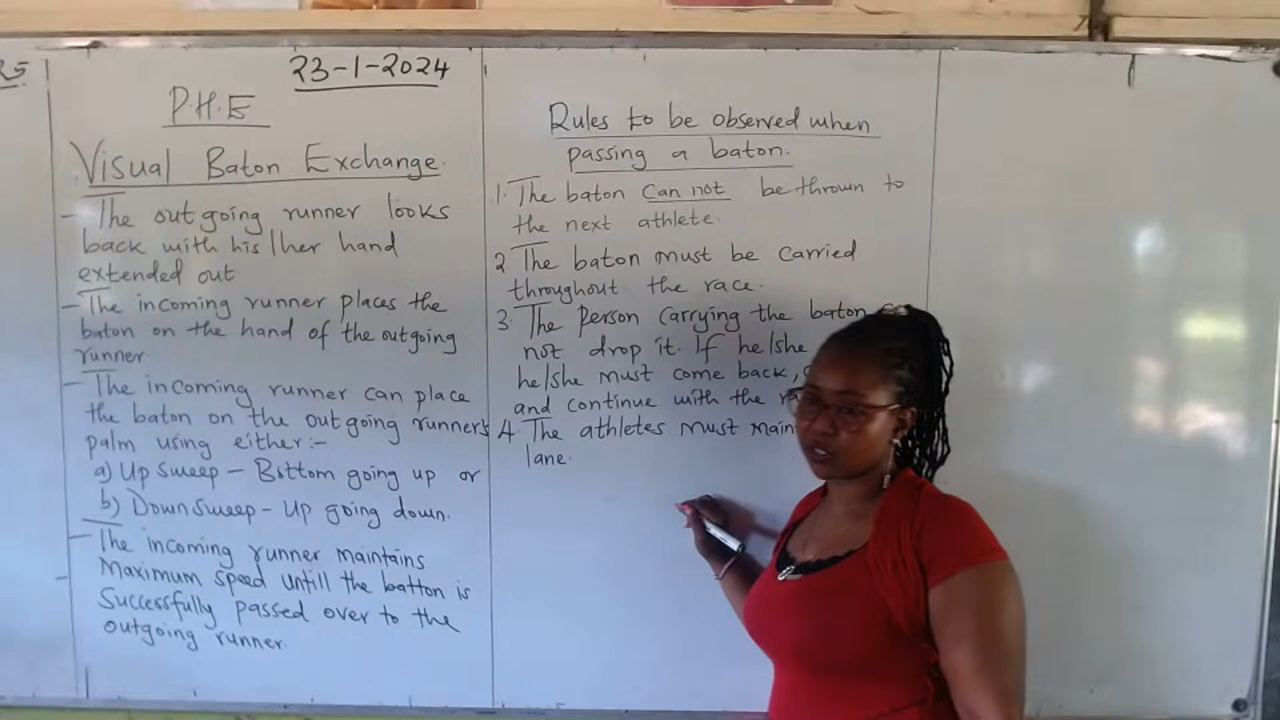 23-1-2024
P.H.E
Visual Baton Exchange.
- The out going runner looks
back with his/her hand
extended out
- The incoming runner places the
baton on the hand of the outgoing
runner.
- The incoming runner can place
the baton on the outgoing runners
palm using either:-
a) Up Sweep - Bottom going up or
b) Down Sweep - Up going down.
- The incoming runner maintains
Maximum speed untill the batton is
Successfully passed over to the
outgoing runner.
Rules to be observed when
passing a baton.
1. The baton can not be thrown to
the next athlete.
2. The baton must be carried
throughout the race.
3. The person carrying the baton
not drop it. If he/she
he/she must come back,
and continue with the
4. The athletes must
lane.